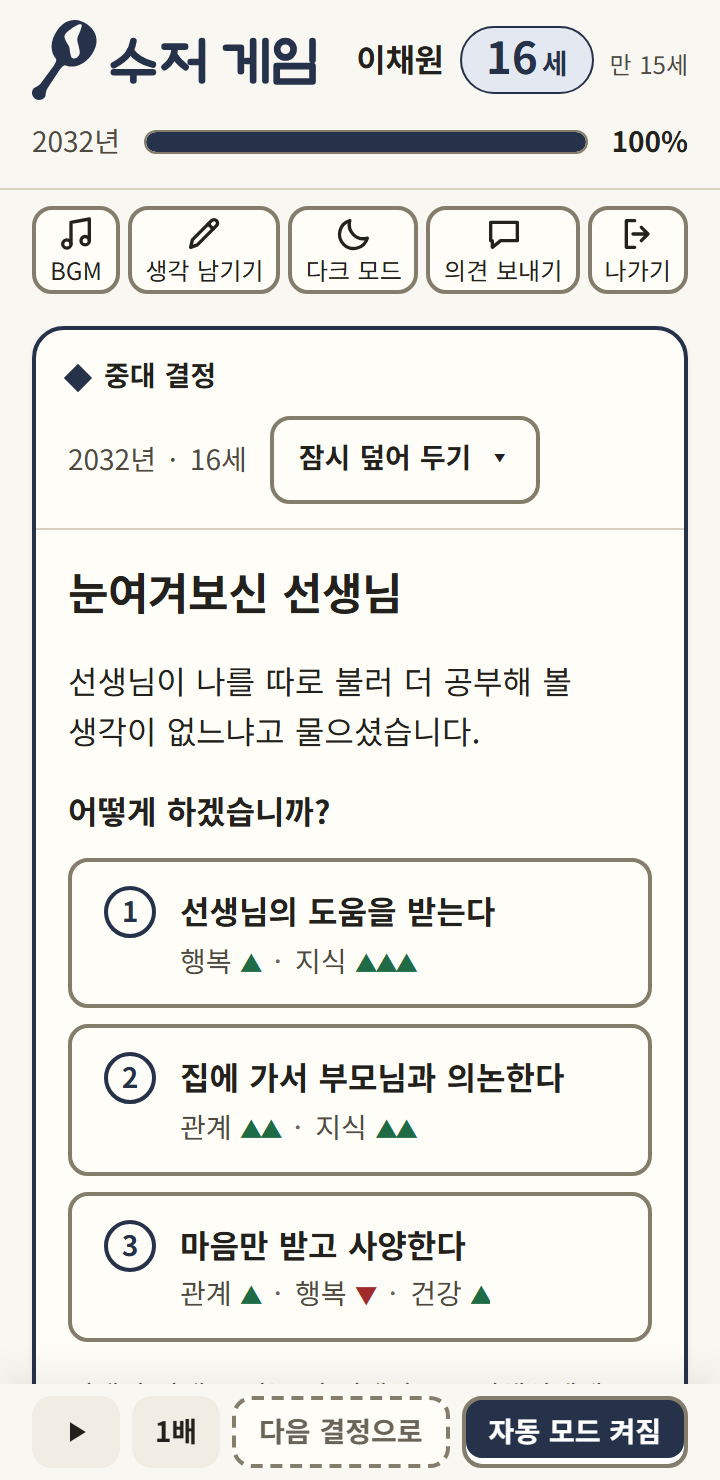 수저 게임 이채원 16세 만 15세
2032년 100%
BGM 생각 남기기 다크 모드 의견 보내기 나가기
◆ 중대 결정
2032년 · 16세 잠시 덮어 두기 ▼
눈여겨보신 선생님
선생님이 나를 따로 불러 더 공부해 볼
생각이 없느냐고 물으셨습니다.
어떻게 하겠습니까?
1 선생님의 도움을 받는다
행복 ▲ · 지식 ▲▲▲
2 집에 가서 부모님과 의논한다
관계 ▲▲ · 지식 ▲▲
3 마음만 받고 사양한다
관계 ▲ · 행복 ▼ · 건강 ▲
▶ 1배 다음 결정으로 자동 모드 켜짐